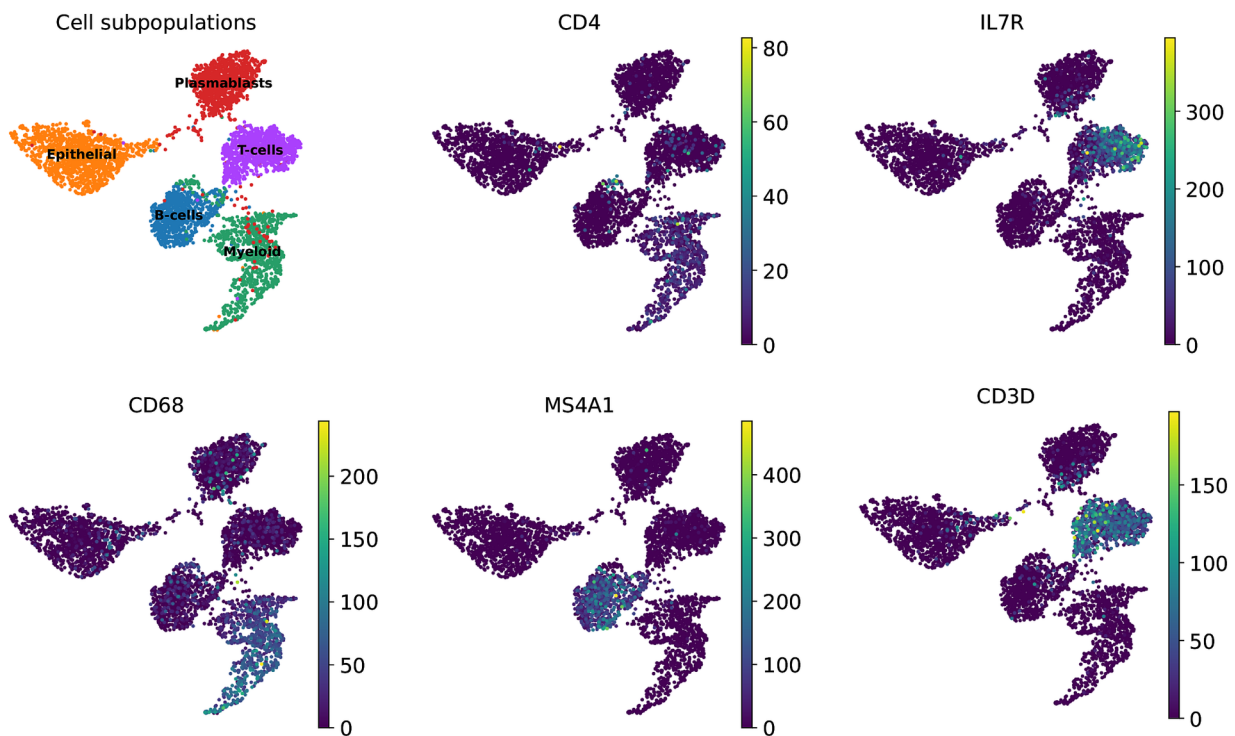 Cell subpopulations
Plasmablasts
T-cells
Epithelial
B-cells
Myeloid
CD4
80
60
40
20
0
IL7R
300
200
100
0
CD68
200
150
100
50
0
MS4A1
400
300
200
100
0
CD3D
150
100
50
0